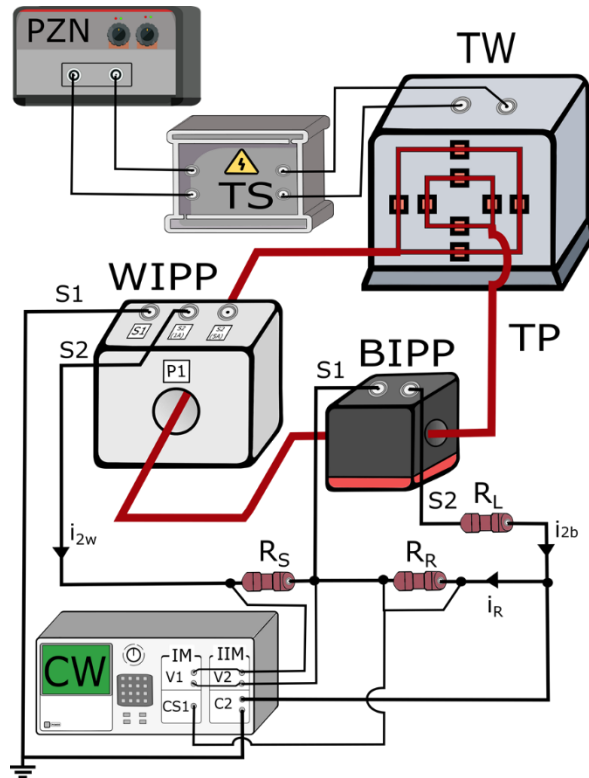 PZN
TW
TS
WIPP
S1
S2
S1
S2
(1A)
S2
(5A)
P1
TP
BIPP
S1
S2
RL
i2w
i2b
RS
RR
iR
CW
IM
IIM
V1
V2
CS1
C2